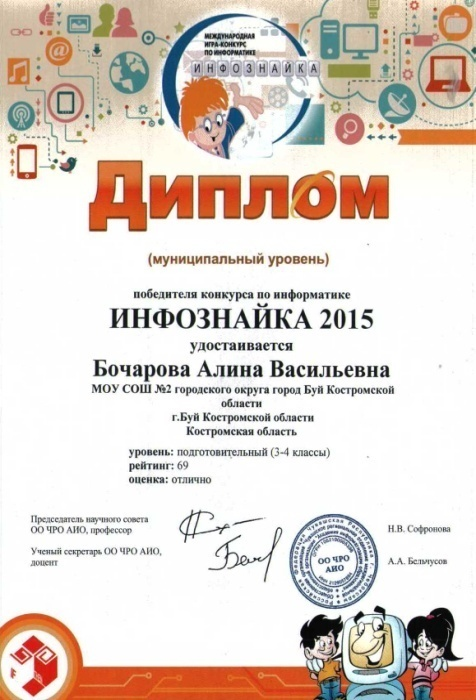 МЕЖДУНАРОДНАЯ
ИГРА-КОНКУРС
ПО ИНФОРМАТИКЕ
ИНФОЗНАЙКА
Диплом
(муниципальный уровень)
победителя конкурса по информатике
ИНФОЗНАЙКА 2015
удостаивается
Бочарова Алина Васильевна
МОУ СОШ №2 городского округа город Буй Костромской
области
г.Буй Костромской области
Костромская область
уровень: подготовительный (3-4 классы)
рейтинг: 69
оценка: отлично
Председатель научного совета
ОО ЧРО АИО, профессор
Н.В. Софронова
Ученый секретарь ОО ЧРО АИО,
доцент
А.А. Бельчусов
ОО ЧРО
АИО